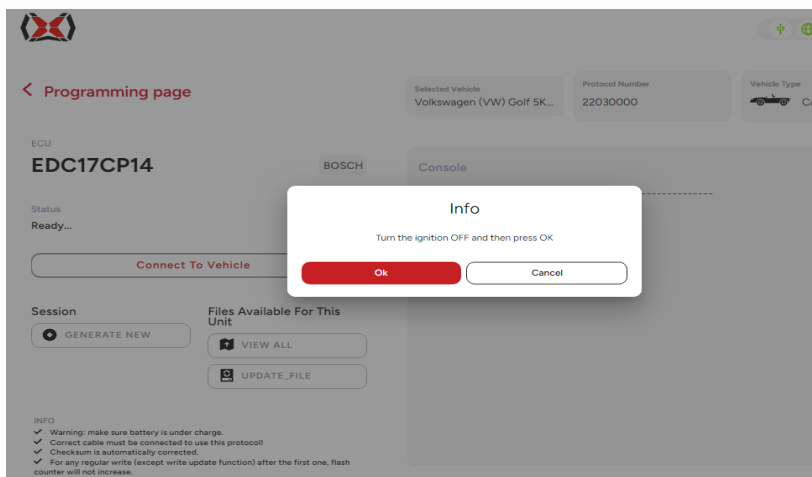 Programming page
Selected Vehicle
Volkswagen (VW) Golf 5K...
Protocol Number
22030000
Vehicle Type
ECU
EDC17CP14
BOSCH
Console
Status
Ready...
Info
Turn the ignition OFF and then press OK
Ok
Cancel
Connect To Vehicle
Session
GENERATE NEW
Files Available For This
Unit
VIEW ALL
UPDATE_FILE
INFO
Warning: make sure battery is under charge.
Correct cable must be connected to use this protocol!
Checksum is automatically corrected.
For any regular write (except write update function) after the first one, flash
counter will not increase.